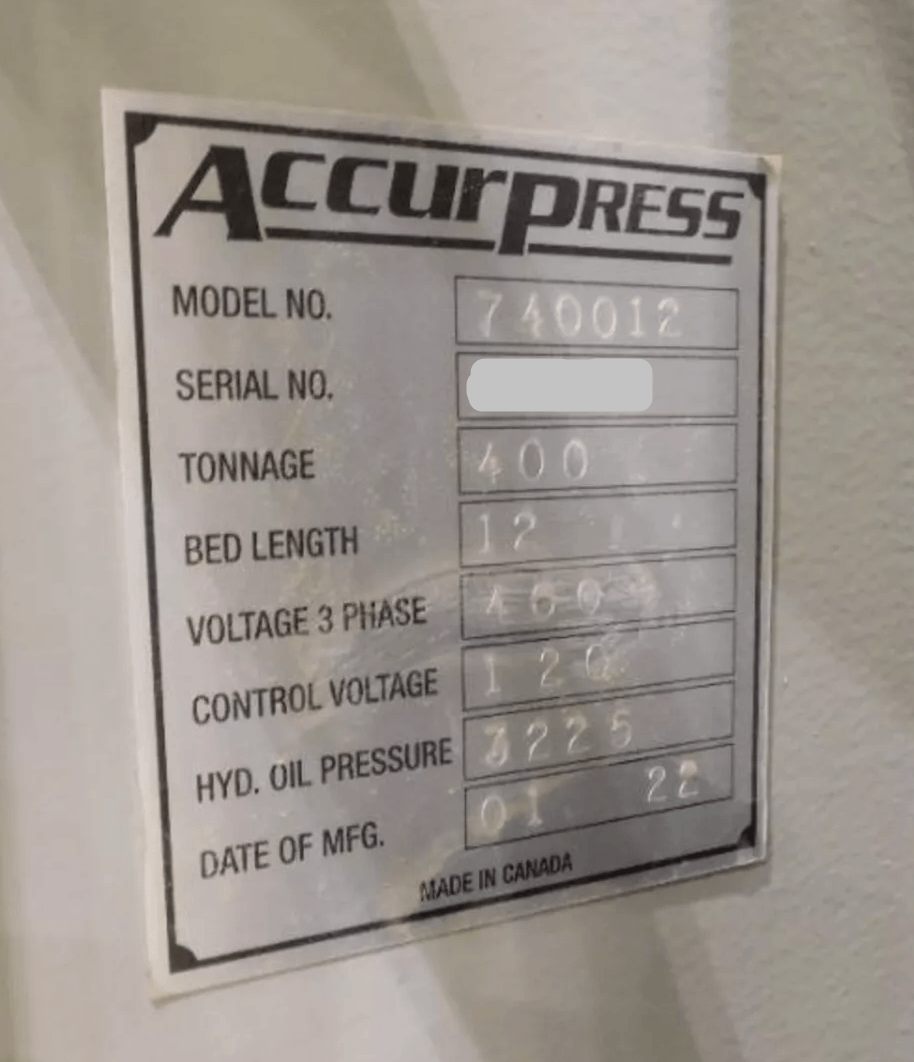 ACCURPRESS
MODEL NO. 740012
SERIAL NO.
TONNAGE 400
BED LENGTH 12
VOLTAGE 3 PHASE 460
CONTROL VOLTAGE 120
HYD. OIL PRESSURE 3225
DATE OF MFG. 01 22
MADE IN CANADA